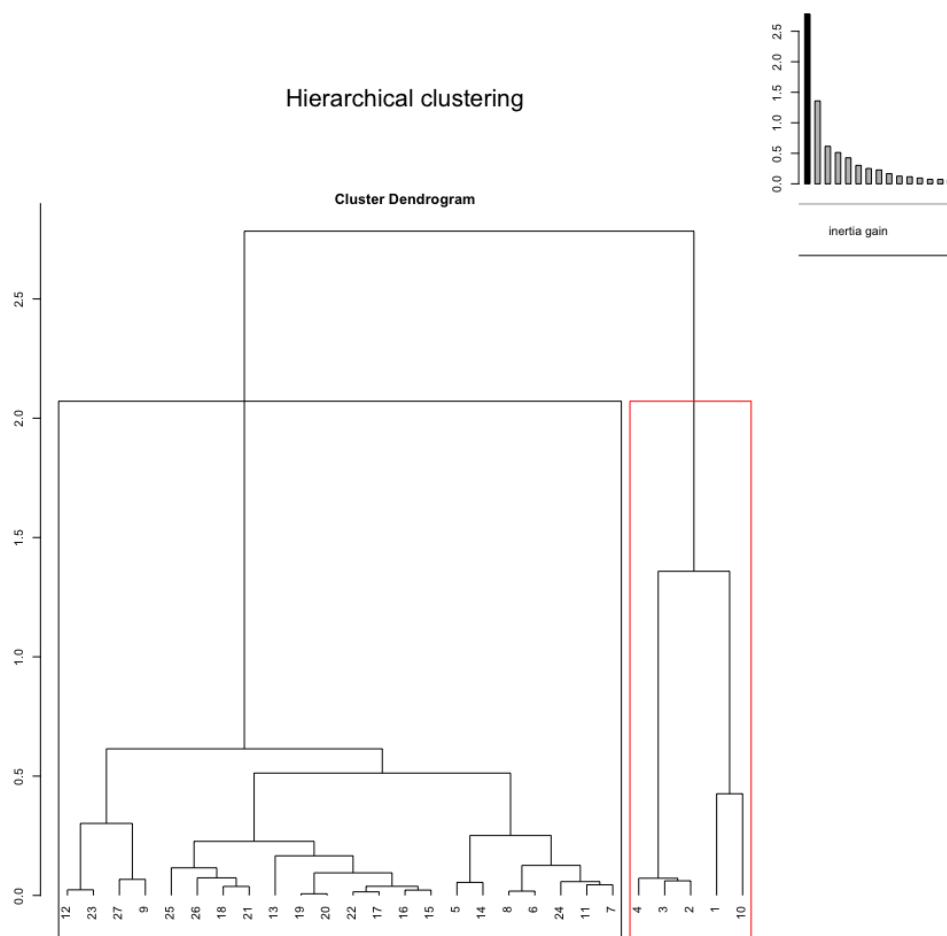 Hierarchical clustering
0.0 0.5 1.0 1.5 2.0 2.5
inertia gain
Cluster Dendrogram
0.0 0.5 1.0 1.5 2.0 2.5
12 23 27 9 25 26 18 21 13 19 20 22 17 16 15 5 14 8 6 24 11 7 4 3 2 1 10